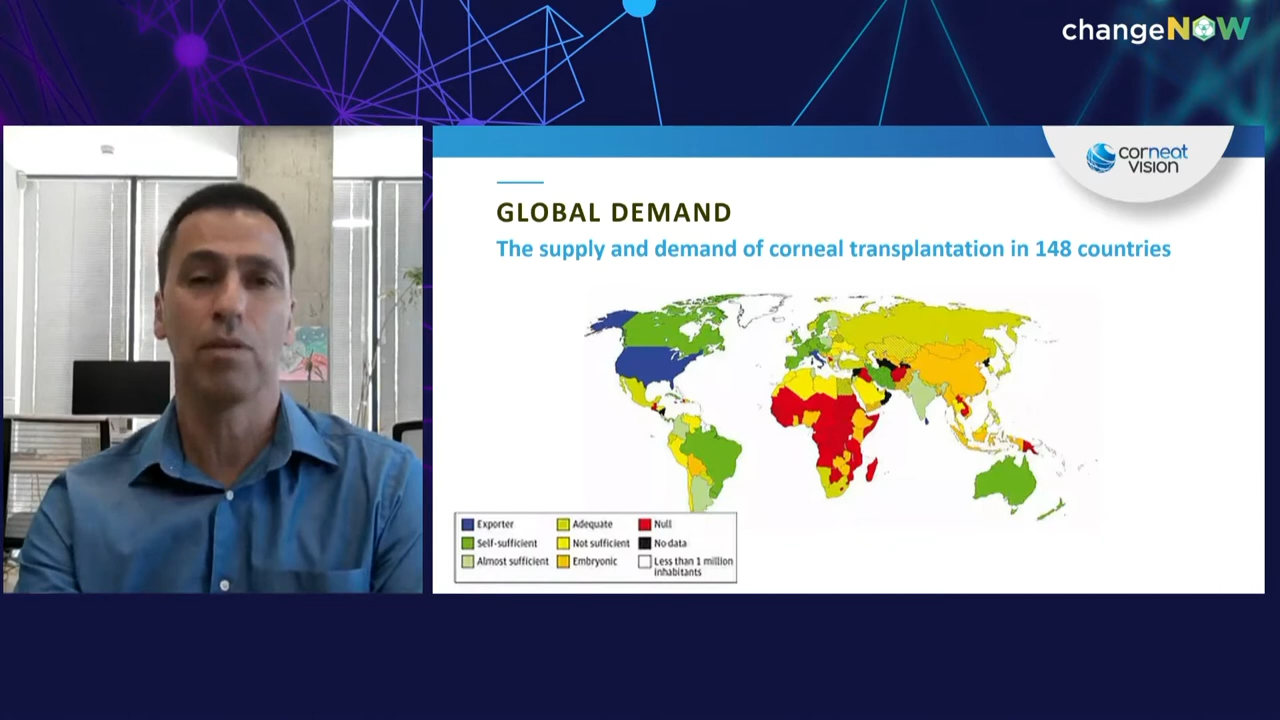 changeNOW
corneat
vision
GLOBAL DEMAND
The supply and demand of corneal transplantation in 148 countries
Exporter
Self-sufficient
Almost sufficient
Adequate
Not sufficient
Embryonic
Null
No data
Less than 1 million
inhabitants